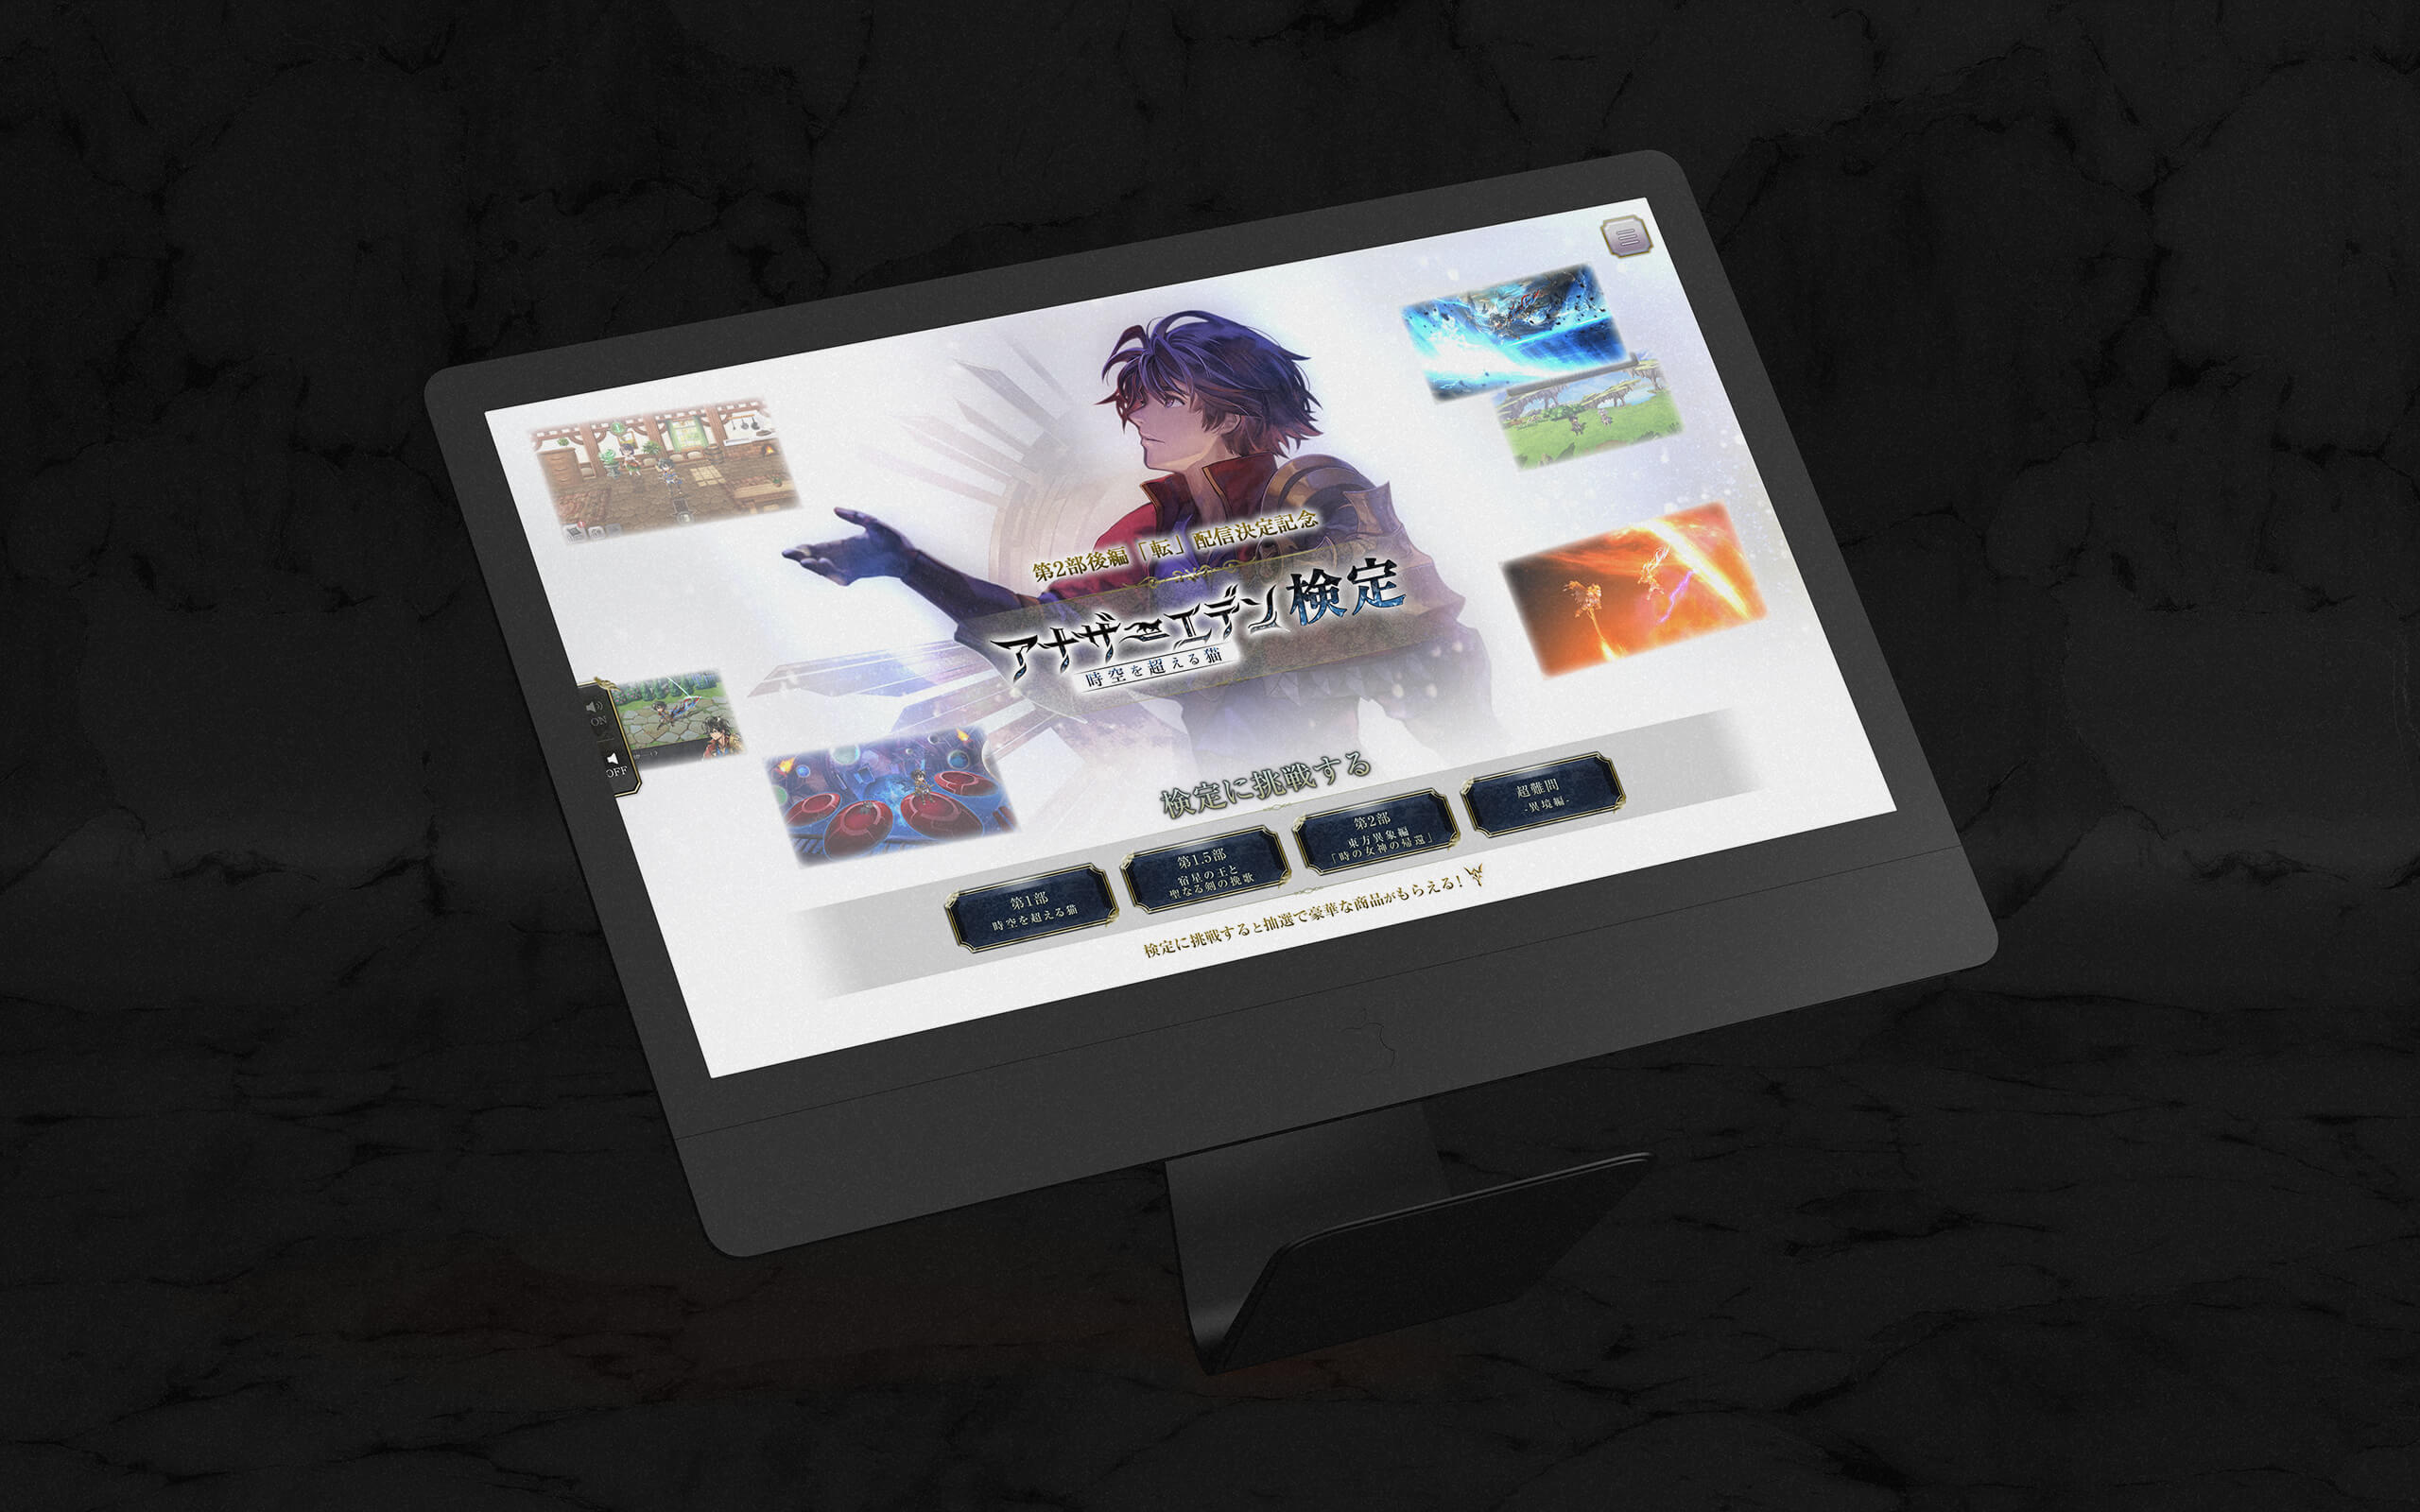 第2部後編「転」配信決定記念
アナザーエデン検定
時空を超える猫
ON
OFF
検定に挑戦する
第1部
時空を超える猫
第1.5部
宿星の王と
聖なる剣の挽歌
第2部
東方異象編
「時の女神の帰還」
超難問
-異境編-
検定に挑戦すると抽選で豪華な商品がもらえる!